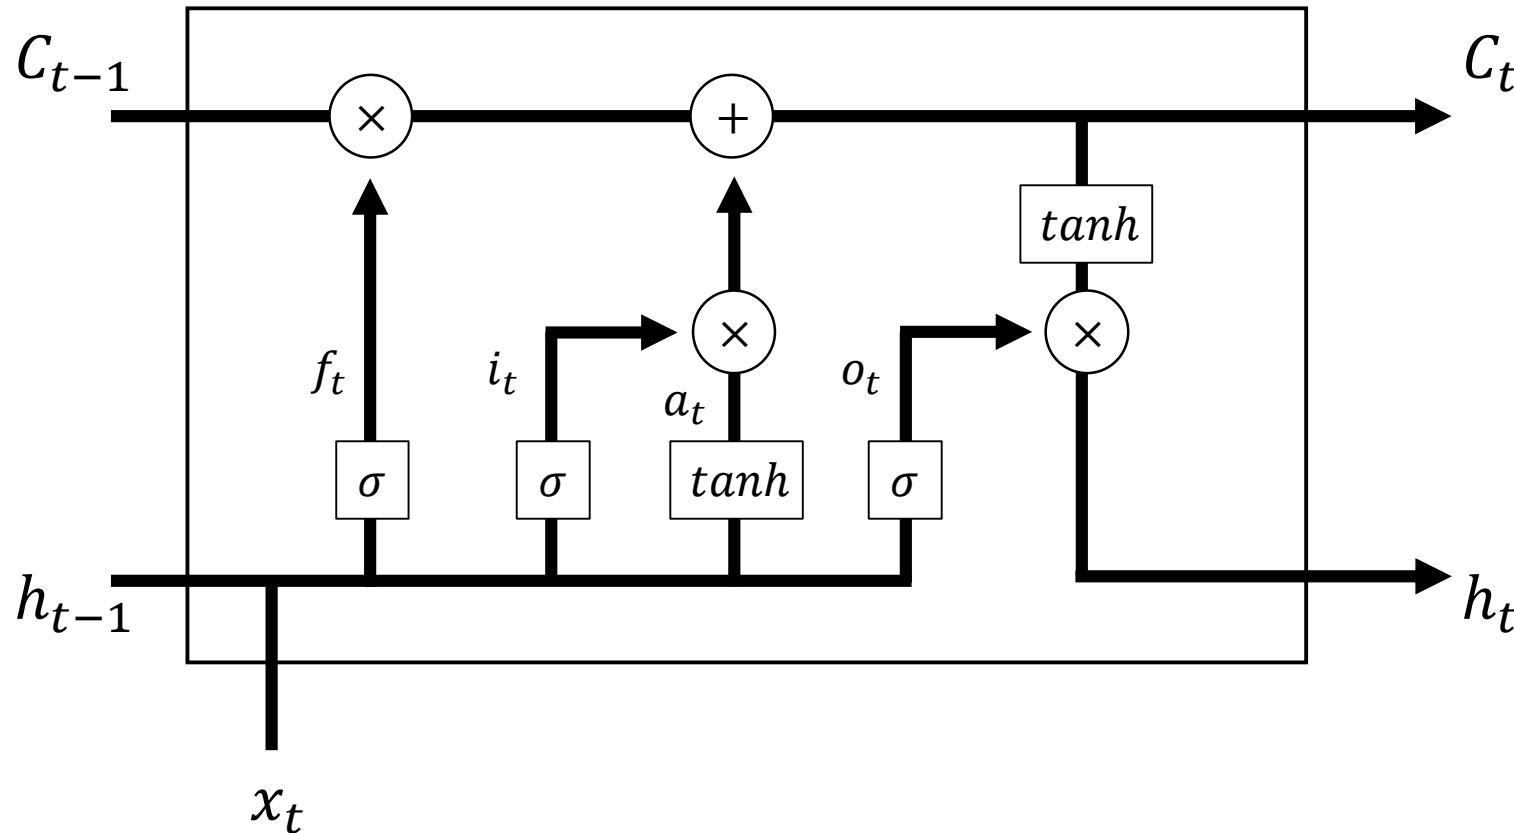 C_{t-1}
C_t
×
+
tanh
×
×
f_t
i_t
a_t
o_t
σ
σ
tanh
σ
h_{t-1}
h_t
x_t